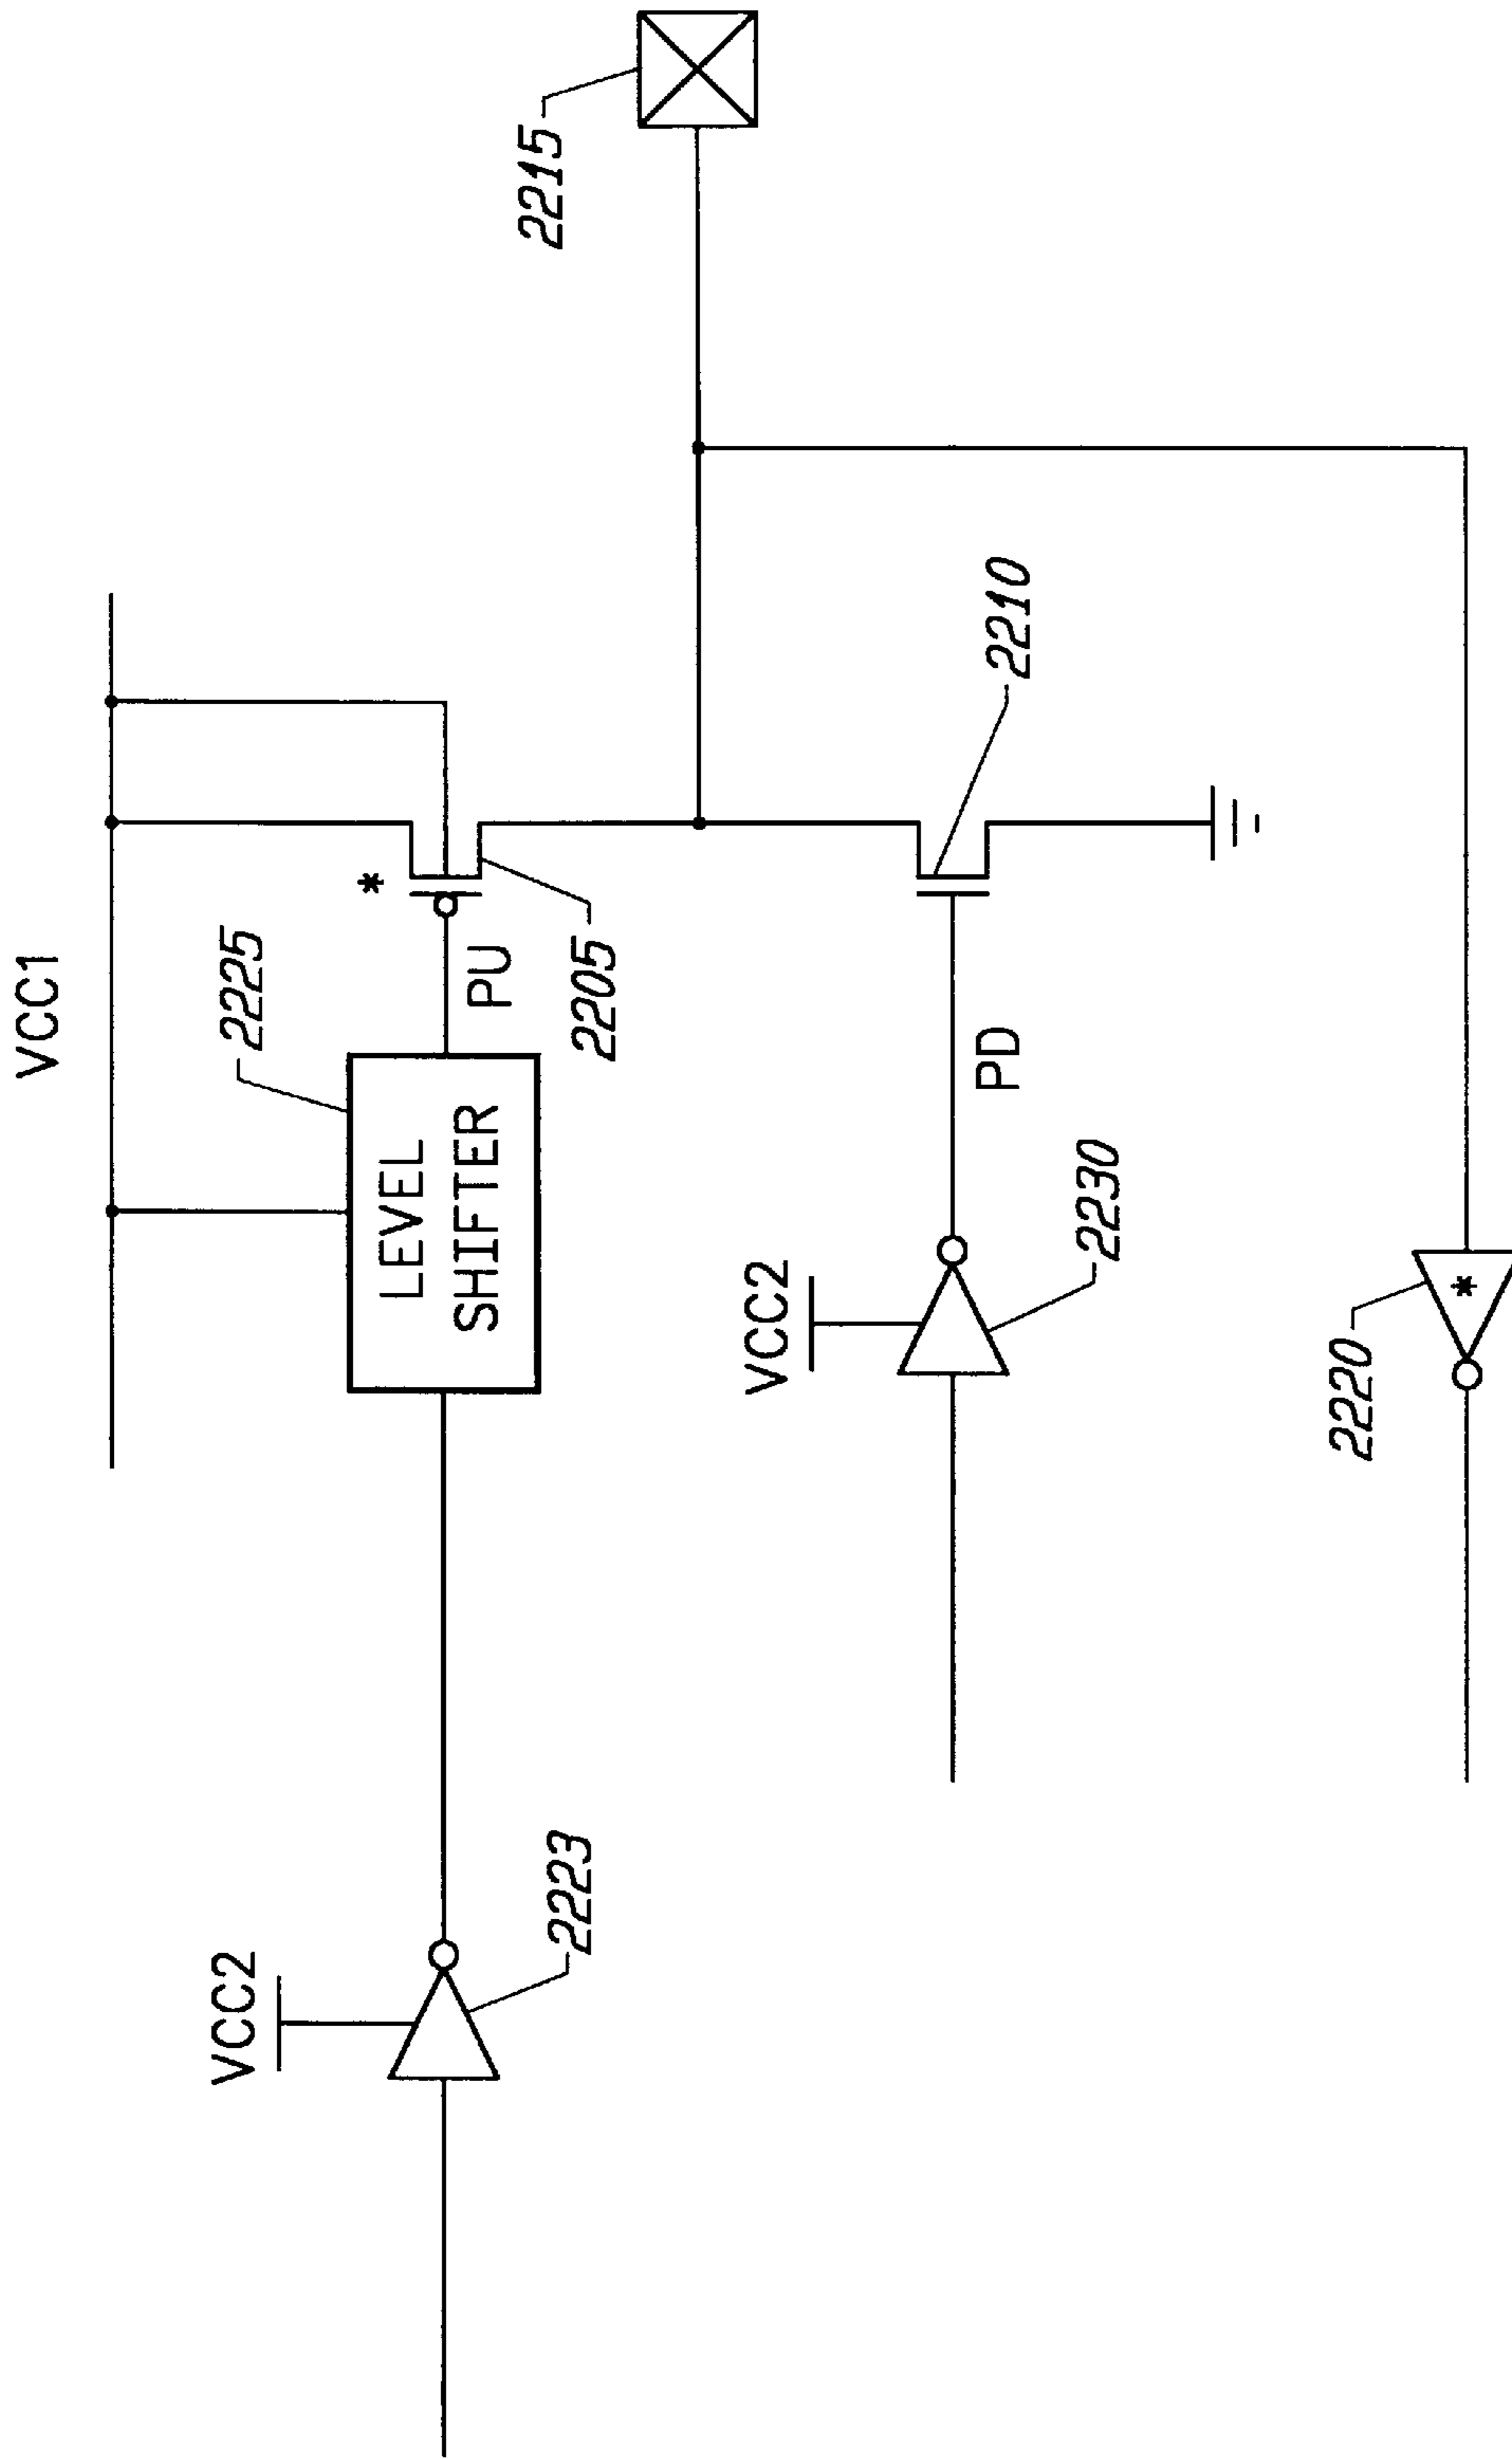 VCC1
2225
LEVEL
SHIFTER
*
PU
2205
VCC2
2223
2215
VCC2
PD
2210
2230
2220
*